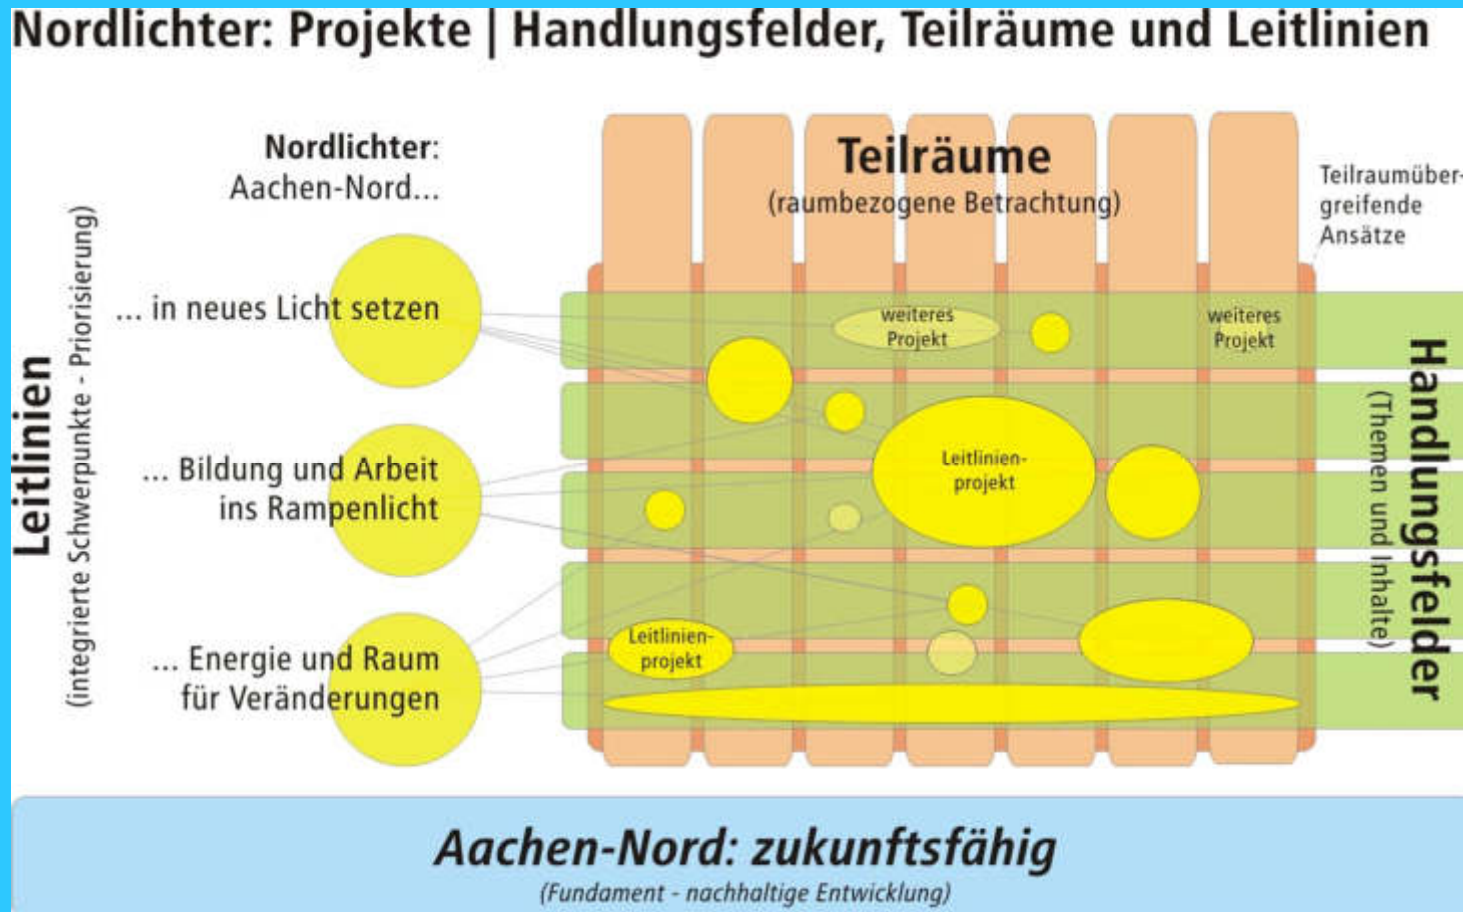 Nordlichter: Projekte | Handlungsfelder, Teilräume und Leitlinien
Nordlichter:
Aachen-Nord...
Teilräume
(raumbezogene Betrachtung)
Teilraumüber-
greifende
Ansätze
Leitlinien
(integrierte Schwerpunkte - Priorisierung)
... in neues Licht setzen
... Bildung und Arbeit
ins Rampenlicht
... Energie und Raum
für Veränderungen
weiteres
Projekt
weiteres
Projekt
Leitlinien-
projekt
Leitlinien-
projekt
Handlungsfelder
(Themen und Inhalte)
Aachen-Nord: zukunftsfähig
(Fundament - nachhaltige Entwicklung)